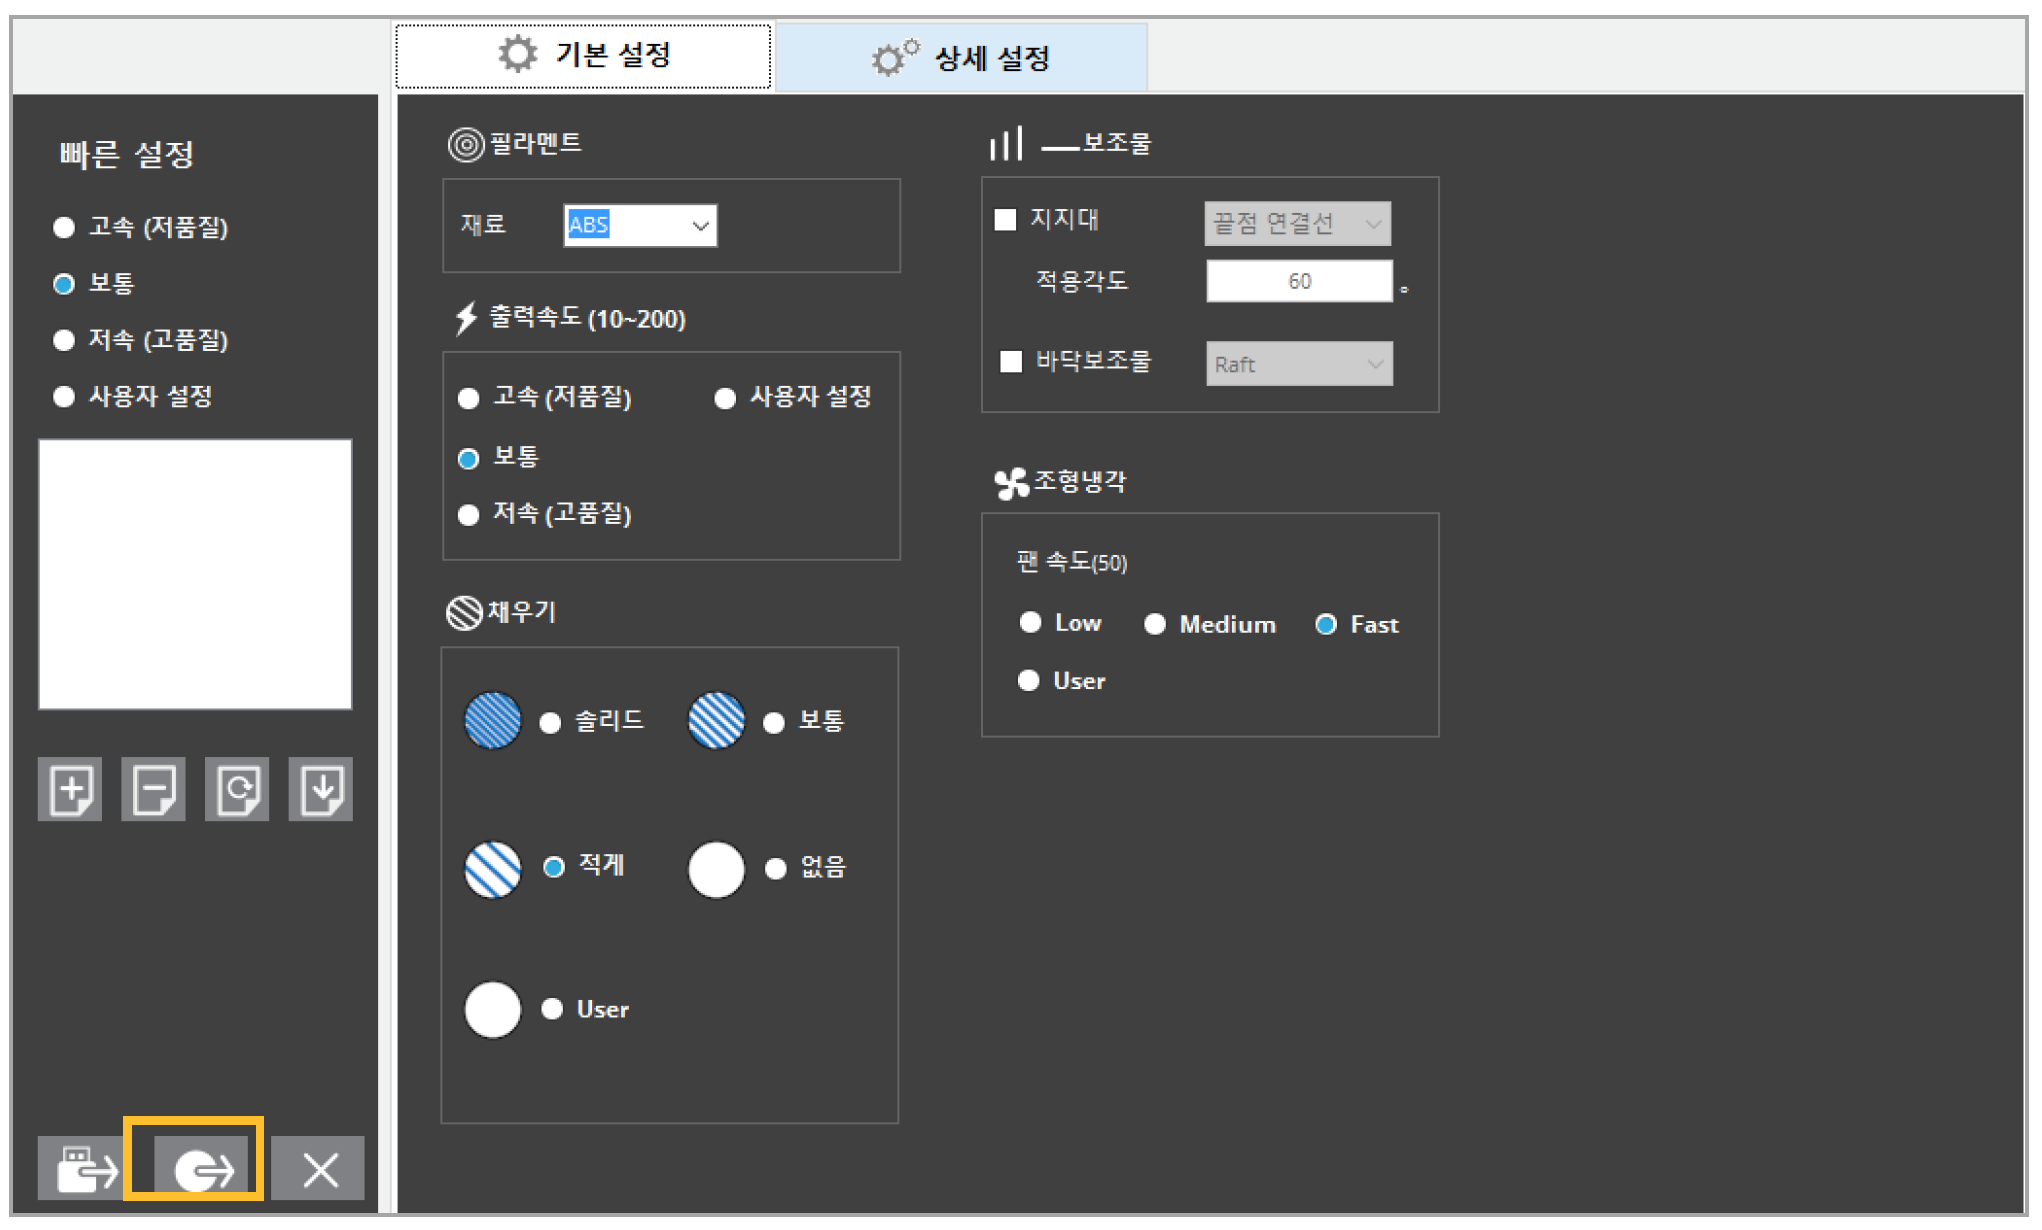 기본 설정
상세 설정
빠른 설정
고속 (저품질)
보통
저속 (고품질)
사용자 설정
필라멘트
재료 ABS
출력속도 (10~200)
고속 (저품질) 사용자 설정
보통
저속 (고품질)
채우기
솔리드 보통
적게 없음
User
보조물
지지대 끝점 연결선
적용각도 60 °
바닥보조물 Raft
조형냉각
팬 속도(50)
Low Medium Fast
User